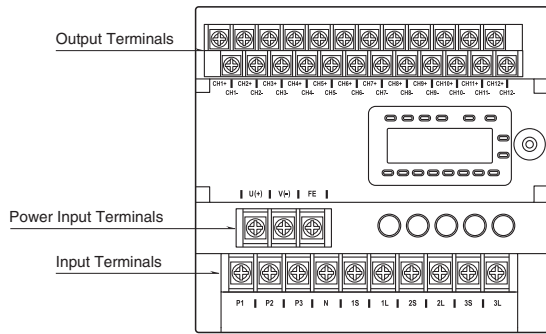 Output Terminals
CH1+ CH2+ CH3+ CH4+ CH5+ CH6+ CH7+ CH8+ CH9+ CH10+ CH11+ CH12+
CH1- CH2- CH3- CH4- CH5- CH6- CH7- CH8- CH9- CH10- CH11- CH12-
U(+) V(−) FE
Power Input Terminals
Input Terminals
P1 P2 P3 N 1S 1L 2S 2L 3S 3L